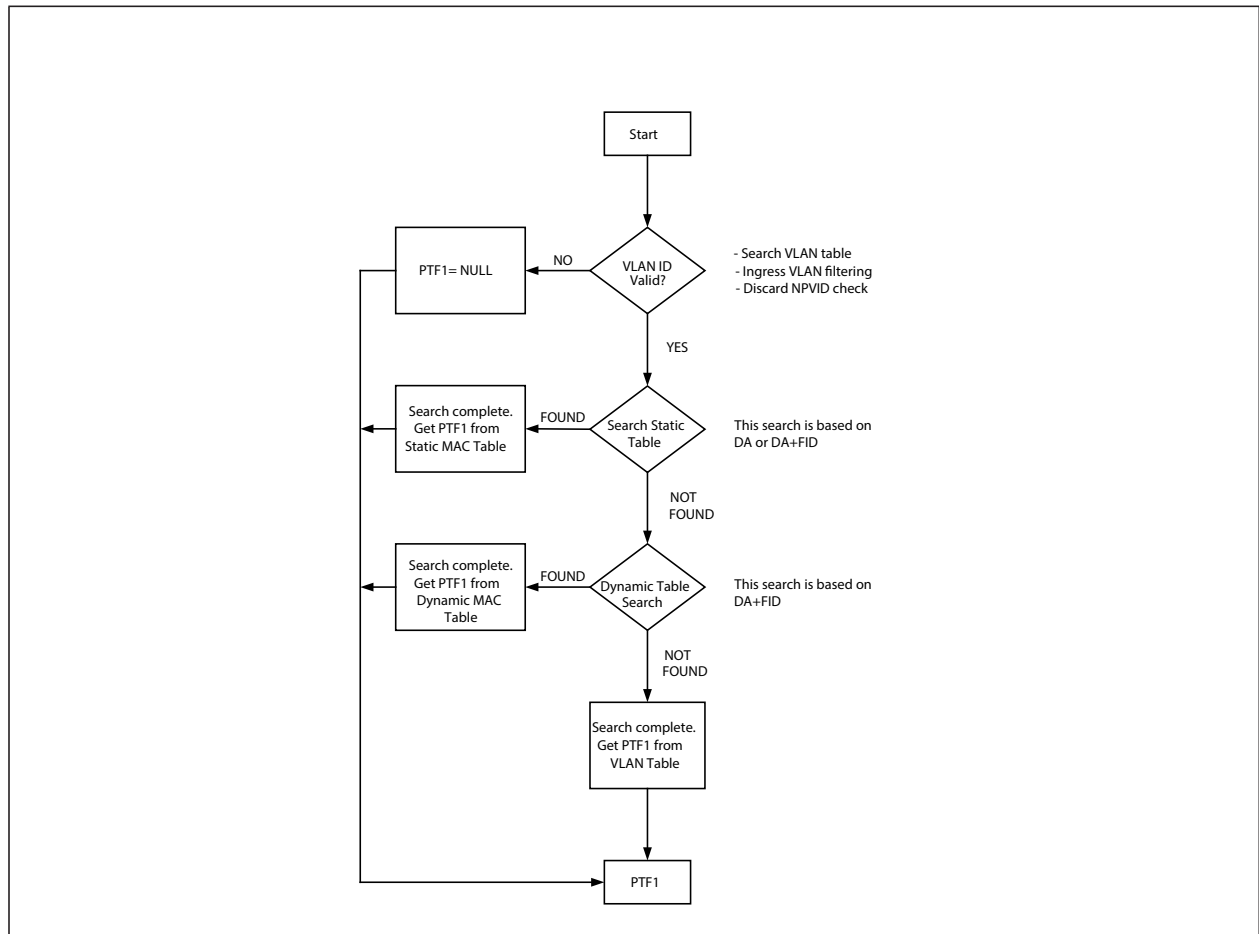 Start
PTF1= NULL
NO
VLAN ID
Valid?
- Search VLAN table
- Ingress VLAN filtering
- Discard NPVID check
YES
Search complete.
Get PTF1 from
Static MAC Table
FOUND
Search Static
Table
This search is based on
DA or DA+FID
NOT
FOUND
Search complete.
Get PTF1 from
Dynamic MAC
Table
FOUND
Dynamic Table
Search
This search is based on
DA+FID
NOT
FOUND
Search complete.
Get PTF1 from
VLAN Table
PTF1